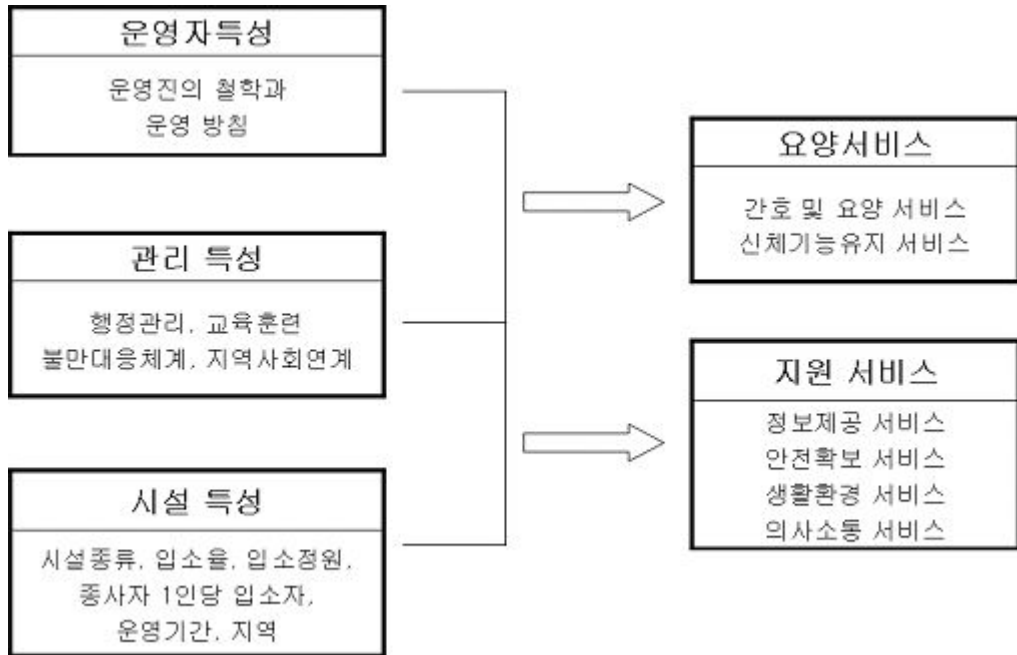 운영자특성
운영진의 철학과
운영 방침
관리 특성
행정관리, 교육훈련
불만대응체계, 지역사회연계
시설 특성
시설종류, 입소율, 입소정원,
종사자 1인당 입소자,
운영기간, 지역
요양서비스
간호 및 요양 서비스
신체기능유지 서비스
지원 서비스
정보제공 서비스
안전확보 서비스
생활환경 서비스
의사소통 서비스